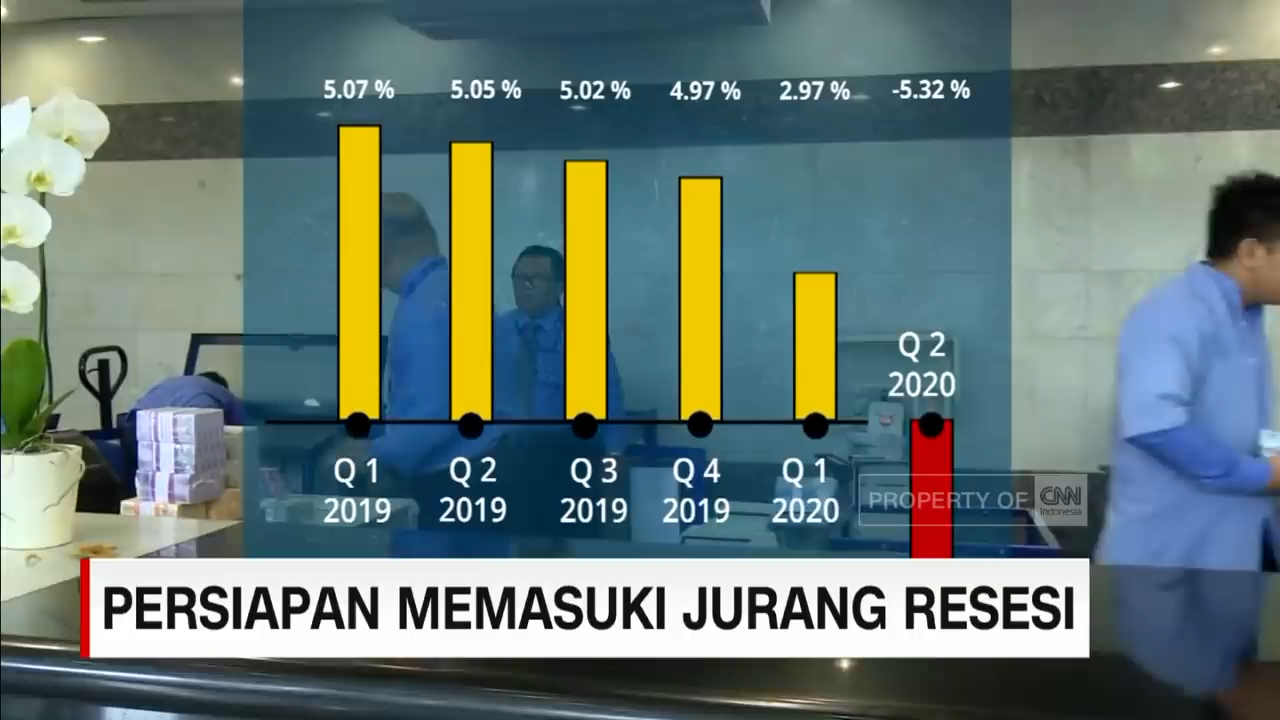 5.07 % 5.05 % 5.02 % 4.97 % 2.97 % -5.32 %
Q 2
2020
Q 1 Q 2 Q 3 Q 4 Q 1
2019 2019 2019 2019 2020
PROPERTY OF CNN
Indonesia
PERSIAPAN MEMASUKI JURANG RESESI